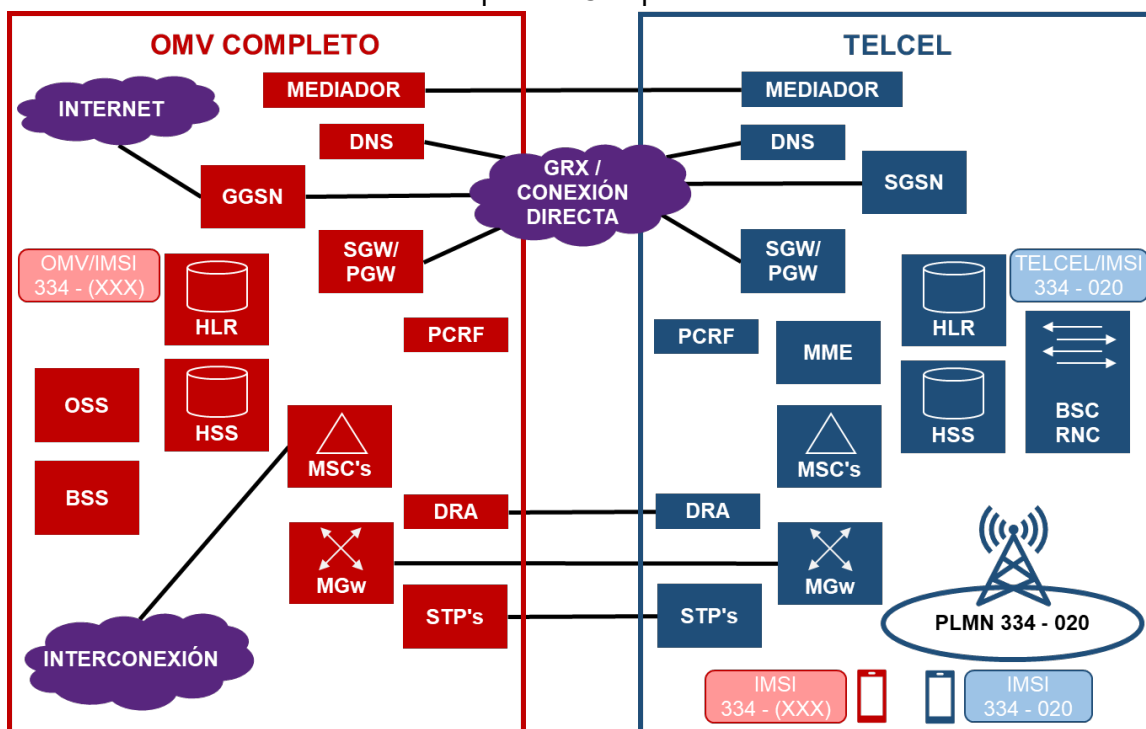 OMV COMPLETO
INTERNET
MEDIADOR
DNS
GGSN
SGW/
PGW
OMV/IMSI
334 - (XXX)
HLR
PCRF
OSS
HSS
MSC's
BSS
DRA
MGw
STP's
INTERCONEXIÓN
GRX /
CONEXIÓN
DIRECTA
TELCEL
MEDIADOR
DNS
SGSN
SGW/
PGW
TELCEL/IMSI
334 - 020
HLR
PCRF
MME
BSC
RNC
HSS
MSC's
DRA
MGw
STP's
PLMN 334 - 020
IMSI
334 - (XXX)
IMSI
334 - 020